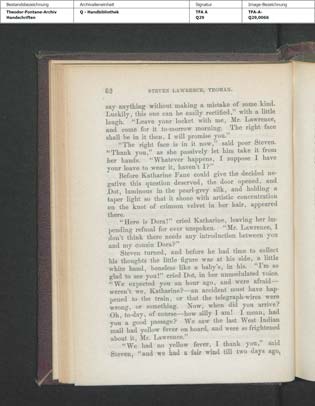 Bestandsbezeichnung
Archivalieneinheit
Signatur
Image-Bezeichnung
Theodor-Fontane-Archiv
Handschriften
Q - Handbibliothek
TFA A
Q29
TFA-A-
Q29,0066
62 STEVEN LAWRENCE, YEOMAN.
say anything without making a mistake of some kind.
Luckily, this one can be easily rectified," with a little
laugh. "Leave your locket with me, Mr. Lawrence,
and come for it to-morrow morning. The right face
shall be in it then, I will promise you."
"The right face is in it now," said poor Steven.
"Thank you," as she passively let him take it from
her hands. "Whatever happens, I suppose I have
your leave to wear it, haven't I?"
Before Katharine Fane could give the decided ne-
gative this question deserved, the door opened, and
Dot, landsome in the pearl-grey silk, and holding a
taper light so that it shone with artistic concentration
on the knot of crimson velvet in her hair, appeared
there.
"Here is Dora!" cried Katharine, leaving her im-
pending refusal for ever unspoken. "Mr. Lawrence, I
don't think there needs any introduction between you
and my cousin Dora?"
Steven turned, and before he had time to collect
his thoughts the little figure was at his side, a little
white hand, boneless like a baby's, in his. "I'm so
glad to see you!" cried Dot, in her unmodulated voice.
"We expected you an hour ago, and were afraid—
weren't we, Katharine?—an accident must have hap-
pened to the train, or that the telegraph-wires were
wrong, or something. Now, when did you arrive?
Oh, to-day, of course—how silly I am! I mean, had
you a good passage? We saw the last West Indian
mail had yellow fever on board, and were so frightened
about it, Mr. Lawrence."
"We had no yellow fever, I thank you," said
Steven, "and we had a fair wind till two days ago,